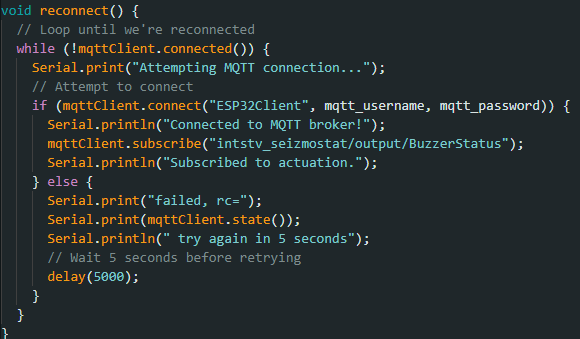 void reconnect() {
  // Loop until we're reconnected
  while (!mqttClient.connected()) {
    Serial.print("Attempting MQTT connection...");
    // Attempt to connect
    if (mqttClient.connect("ESP32Client", mqtt_username, mqtt_password)) {
      Serial.println("Connected to MQTT broker!");
      mqttClient.subscribe("intstv_seizmostat/output/BuzzerStatus");
      Serial.println("Subscribed to actuation.");
    } else {
      Serial.print("failed, rc=");
      Serial.print(mqttClient.state());
      Serial.println(" try again in 5 seconds");
      // Wait 5 seconds before retrying
      delay(5000);
    }
  }
}